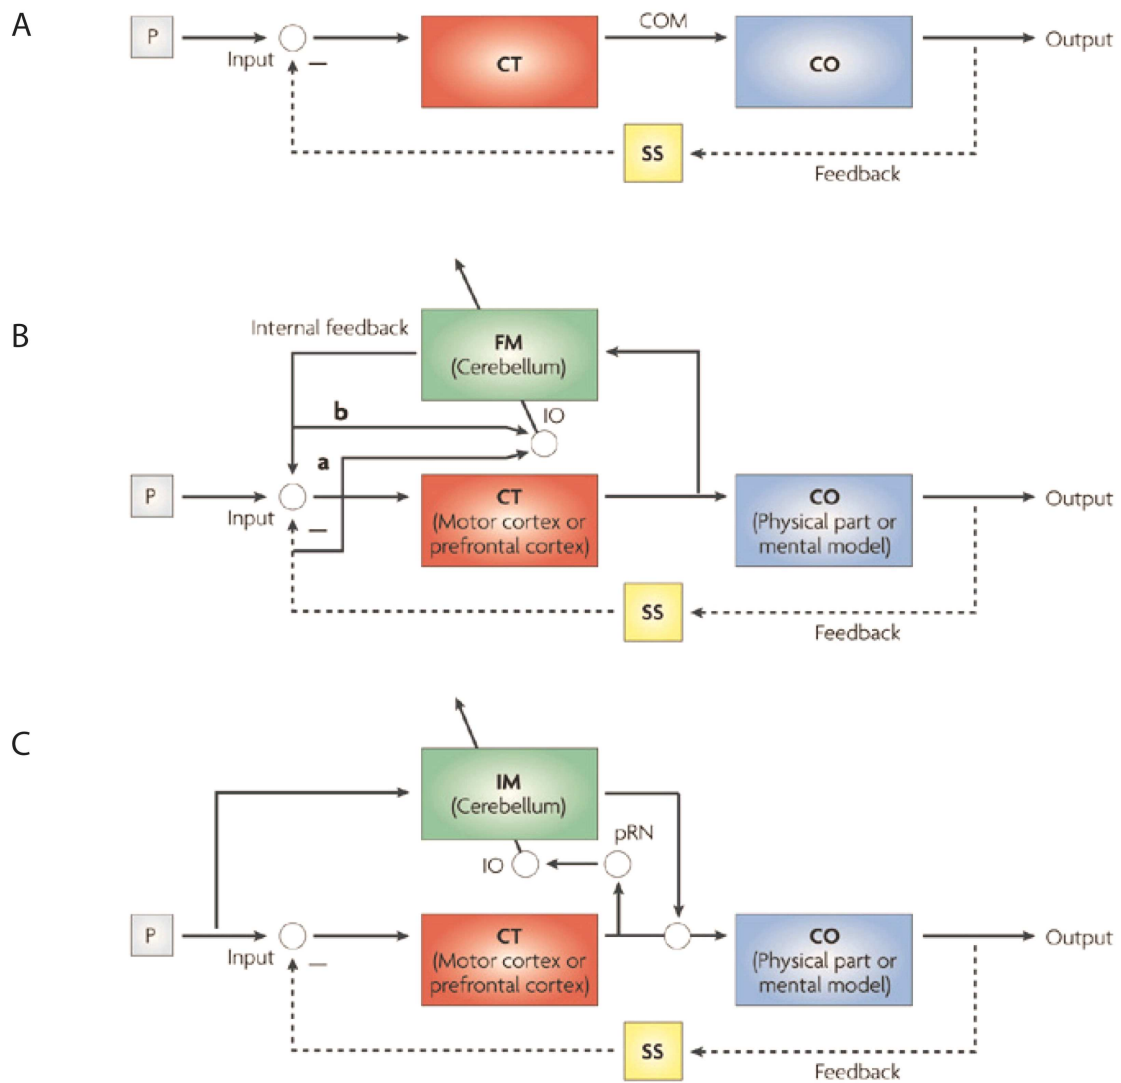 A
P
Input
–
CT
COM
CO
Output
SS
Feedback
B
Internal feedback
FM
(Cerebellum)
IO
b
a
P
Input
–
CT
(Motor cortex or
prefrontal cortex)
CO
(Physical part or
mental model)
Output
SS
Feedback
C
IM
(Cerebellum)
pRN
IO
P
Input
–
CT
(Motor cortex or
prefrontal cortex)
CO
(Physical part or
mental model)
Output
SS
Feedback